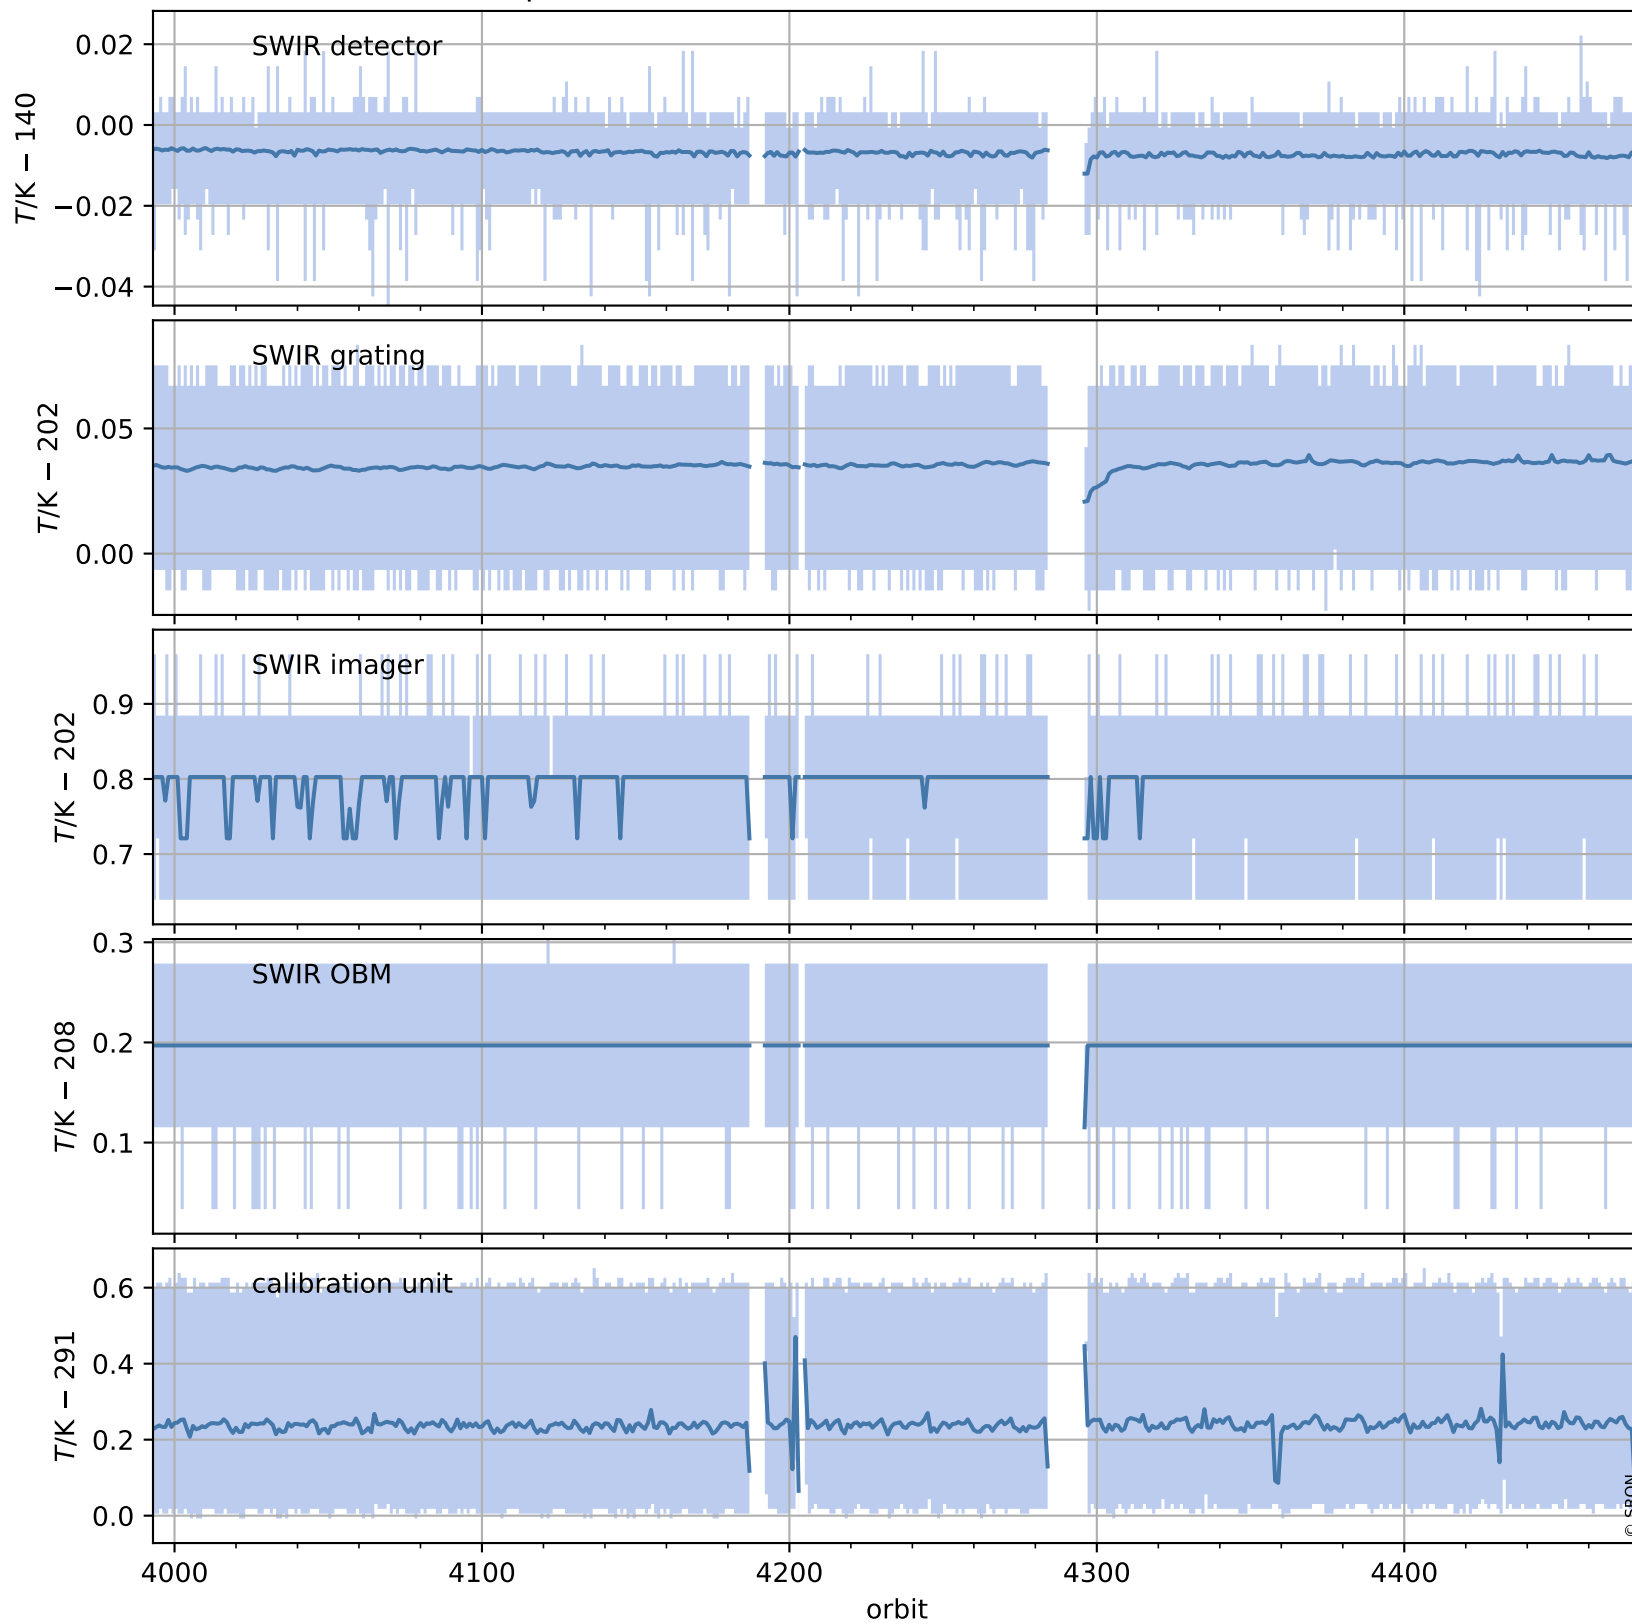 SWIR detector
0.02
0.00
−0.02
−0.04
T/K − 140
SWIR grating
0.05
0.00
T/K − 202
SWIR imager
0.9
0.8
0.7
T/K − 202
SWIR OBM
0.3
0.2
0.1
T/K − 208
calibration unit
0.6
0.4
0.2
0.0
T/K − 291
4000 4100 4200 4300 4400
orbit
© SRON